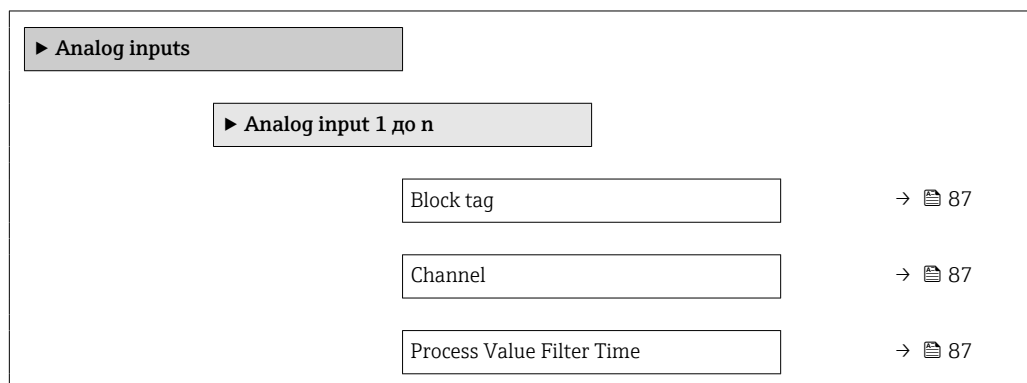 ▶ Analog inputs
▶ Analog input 1 до n
Block tag → 87
Channel → 87
Process Value Filter Time → 87